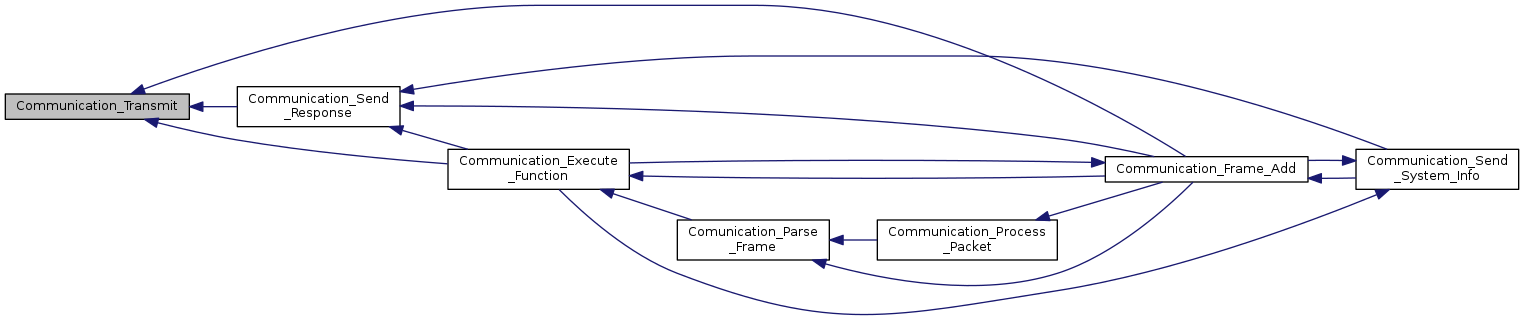 Communication_Transmit
Communication_Send
_Response
Communication_Execute
_Function
Comunication_Parse
_Frame
Communication_Process
_Packet
Communication_Frame_Add
Communication_Send
_System_Info